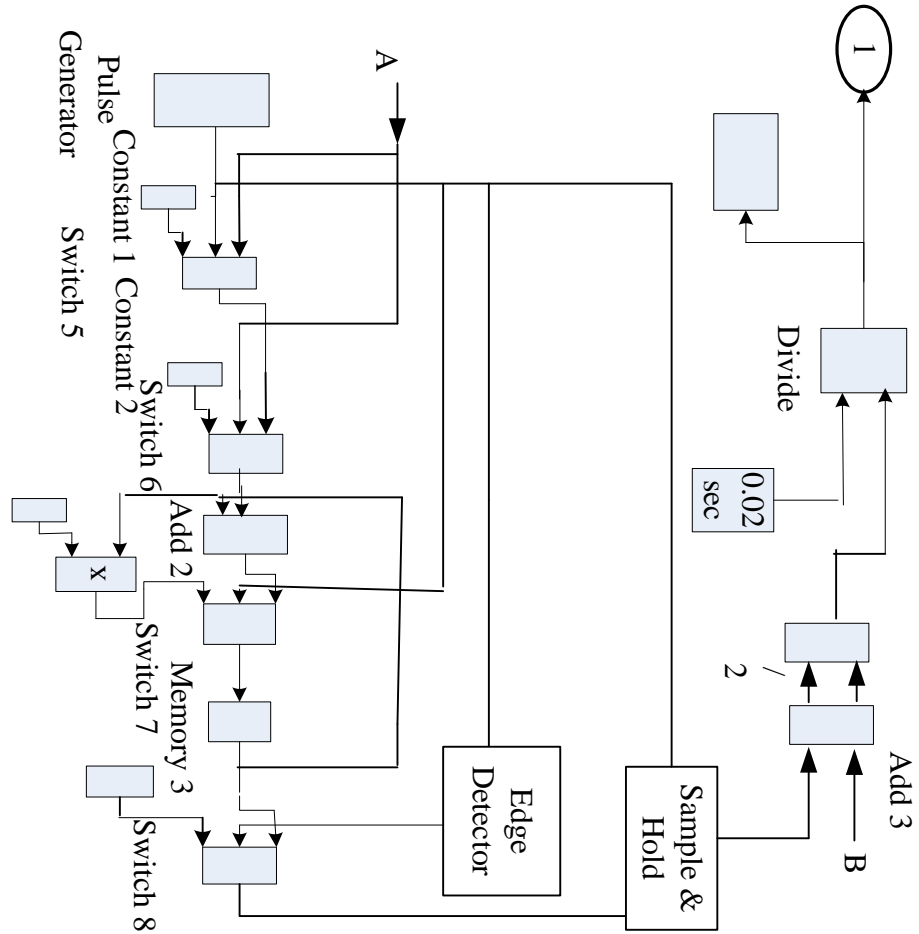 Pulse
Generator
Constant 1
Switch 5
Constant 2
Switch 6
Add 2
Switch 7
Memory 3
Switch 8
x
A
Edge
Detector
Sample &
Hold
Add 3
B
/
2
0.02
sec
Divide
1